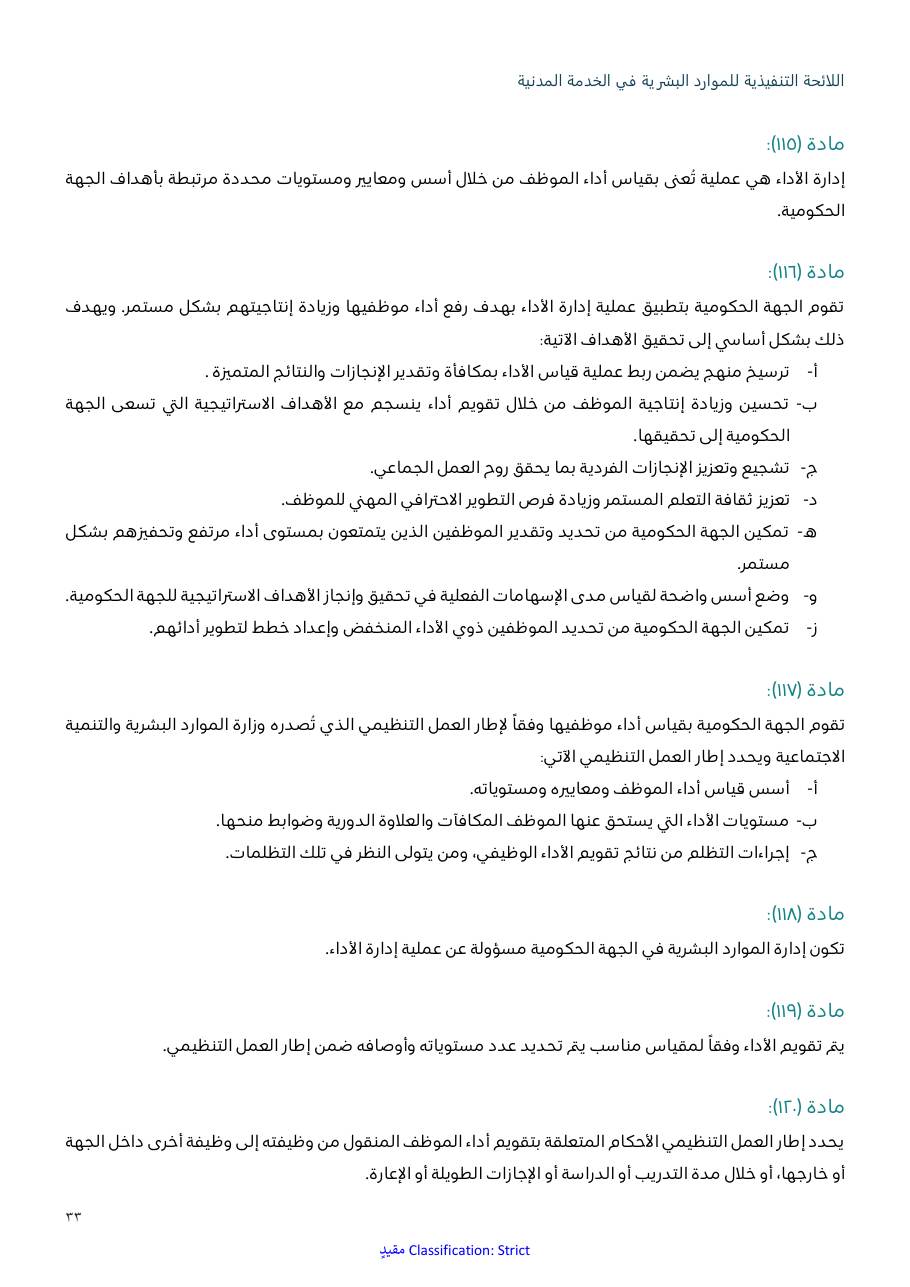 اللائحة التنفيذية للموارد البشرية في الخدمة المدنية
مادة (١١٥):
إدارة الأداء هي عملية تُعنى بقياس أداء الموظف من خلال أسس ومعايير ومستويات محددة مرتبطة بأهداف الجهة
الحكومية.
مادة (١١٦):
تقوم الجهة الحكومية بتطبيق عملية إدارة الأداء بهدف رفع أداء موظفيها وزيادة إنتاجيتهم بشكل مستمر. ويهدف
ذلك بشكل أساسي إلى تحقيق الأهداف الآتية:
أ- ترسيخ منهج يضمن ربط عملية قياس الأداء بمكافأة وتقدير الإنجازات والنتائج المتميزة .
ب- تحسين وزيادة إنتاجية الموظف من خلال تقويم أداء ينسجم مع الأهداف الاستراتيجية التي تسعى الجهة
الحكومية إلى تحقيقها.
ج- تشجيع وتعزيز الإنجازات الفردية بما يحقق روح العمل الجماعي.
د- تعزيز ثقافة التعلم المستمر وزيادة فرص التطوير الاحترافي المهني للموظف.
هـ- تمكين الجهة الحكومية من تحديد وتقدير الموظفين الذين يتمتعون بمستوى أداء مرتفع وتحفيزهم بشكل
مستمر.
و- وضع أسس واضحة لقياس مدى الإسهامات الفعلية في تحقيق وإنجاز الأهداف الاستراتيجية للجهة الحكومية.
ز- تمكين الجهة الحكومية من تحديد الموظفين ذوي الأداء المنخفض وإعداد خطط لتطوير أدائهم.
مادة (١١٧):
تقوم الجهة الحكومية بقياس أداء موظفيها وفقاً لإطار العمل التنظيمي الذي تُصدره وزارة الموارد البشرية والتنمية
الاجتماعية ويحدد إطار العمل التنظيمي الآتي:
أ- أسس قياس أداء الموظف ومعاييره ومستوياته.
ب- مستويات الأداء التي يستحق عنها الموظف المكافآت والعلاوة الدورية وضوابط منحها.
ج- إجراءات التظلم من نتائج تقويم الأداء الوظيفي، ومن يتولى النظر في تلك التظلمات.
مادة (١١٨):
تكون إدارة الموارد البشرية في الجهة الحكومية مسؤولة عن عملية إدارة الأداء.
مادة (١١٩):
يتم تقويم الأداء وفقاً لمقياس مناسب يتم تحديد عدد مستوياته وأوصافه ضمن إطار العمل التنظيمي.
مادة (١٢٠):
يحدد إطار العمل التنظيمي الأحكام المتعلقة بتقويم أداء الموظف المنقول من وظيفته إلى وظيفة أخرى داخل الجهة
أو خارجها، أو خلال مدة التدريب أو الدراسة أو الإجازات الطويلة أو الإعارة.
٣٣
Classification: Strict مقيدٍ